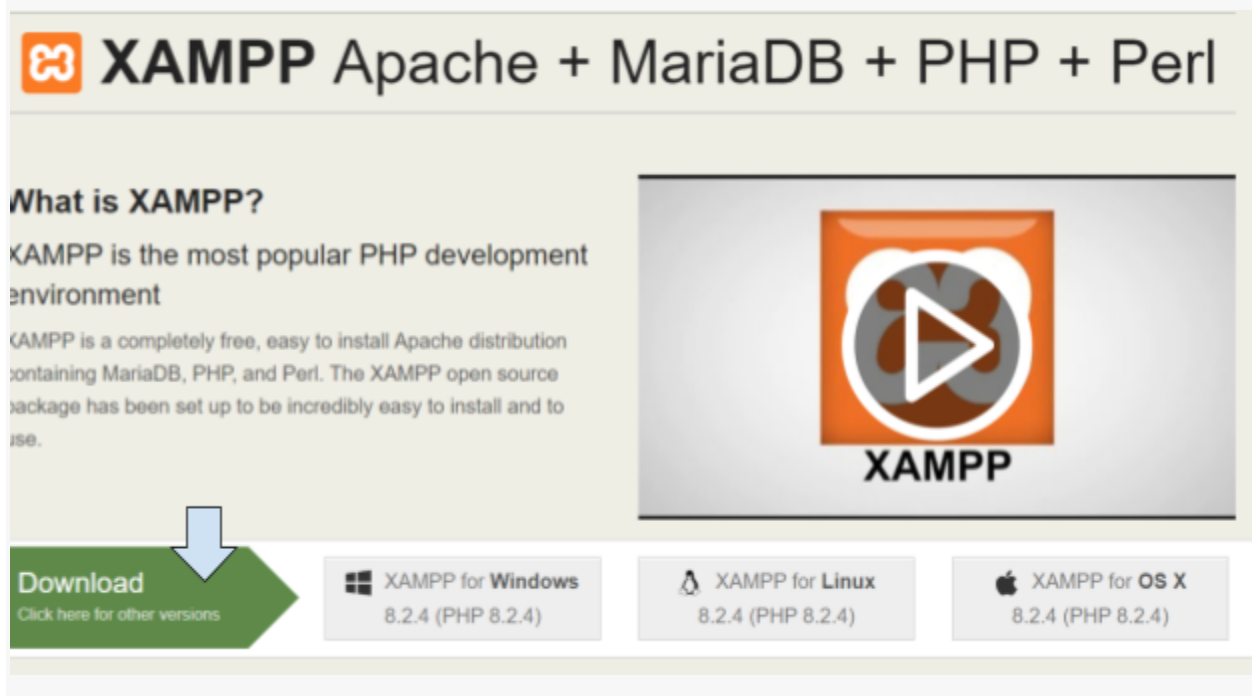 XAMPP Apache + MariaDB + PHP + Perl
What is XAMPP?
XAMPP is the most popular PHP development
environment
XAMPP is a completely free, easy to install Apache distribution
containing MariaDB, PHP, and Perl. The XAMPP open source
package has been set up to be incredibly easy to install and to
use.
XAMPP
Download
Click here for other versions
XAMPP for Windows
8.2.4 (PHP 8.2.4)
XAMPP for Linux
8.2.4 (PHP 8.2.4)
XAMPP for OS X
8.2.4 (PHP 8.2.4)